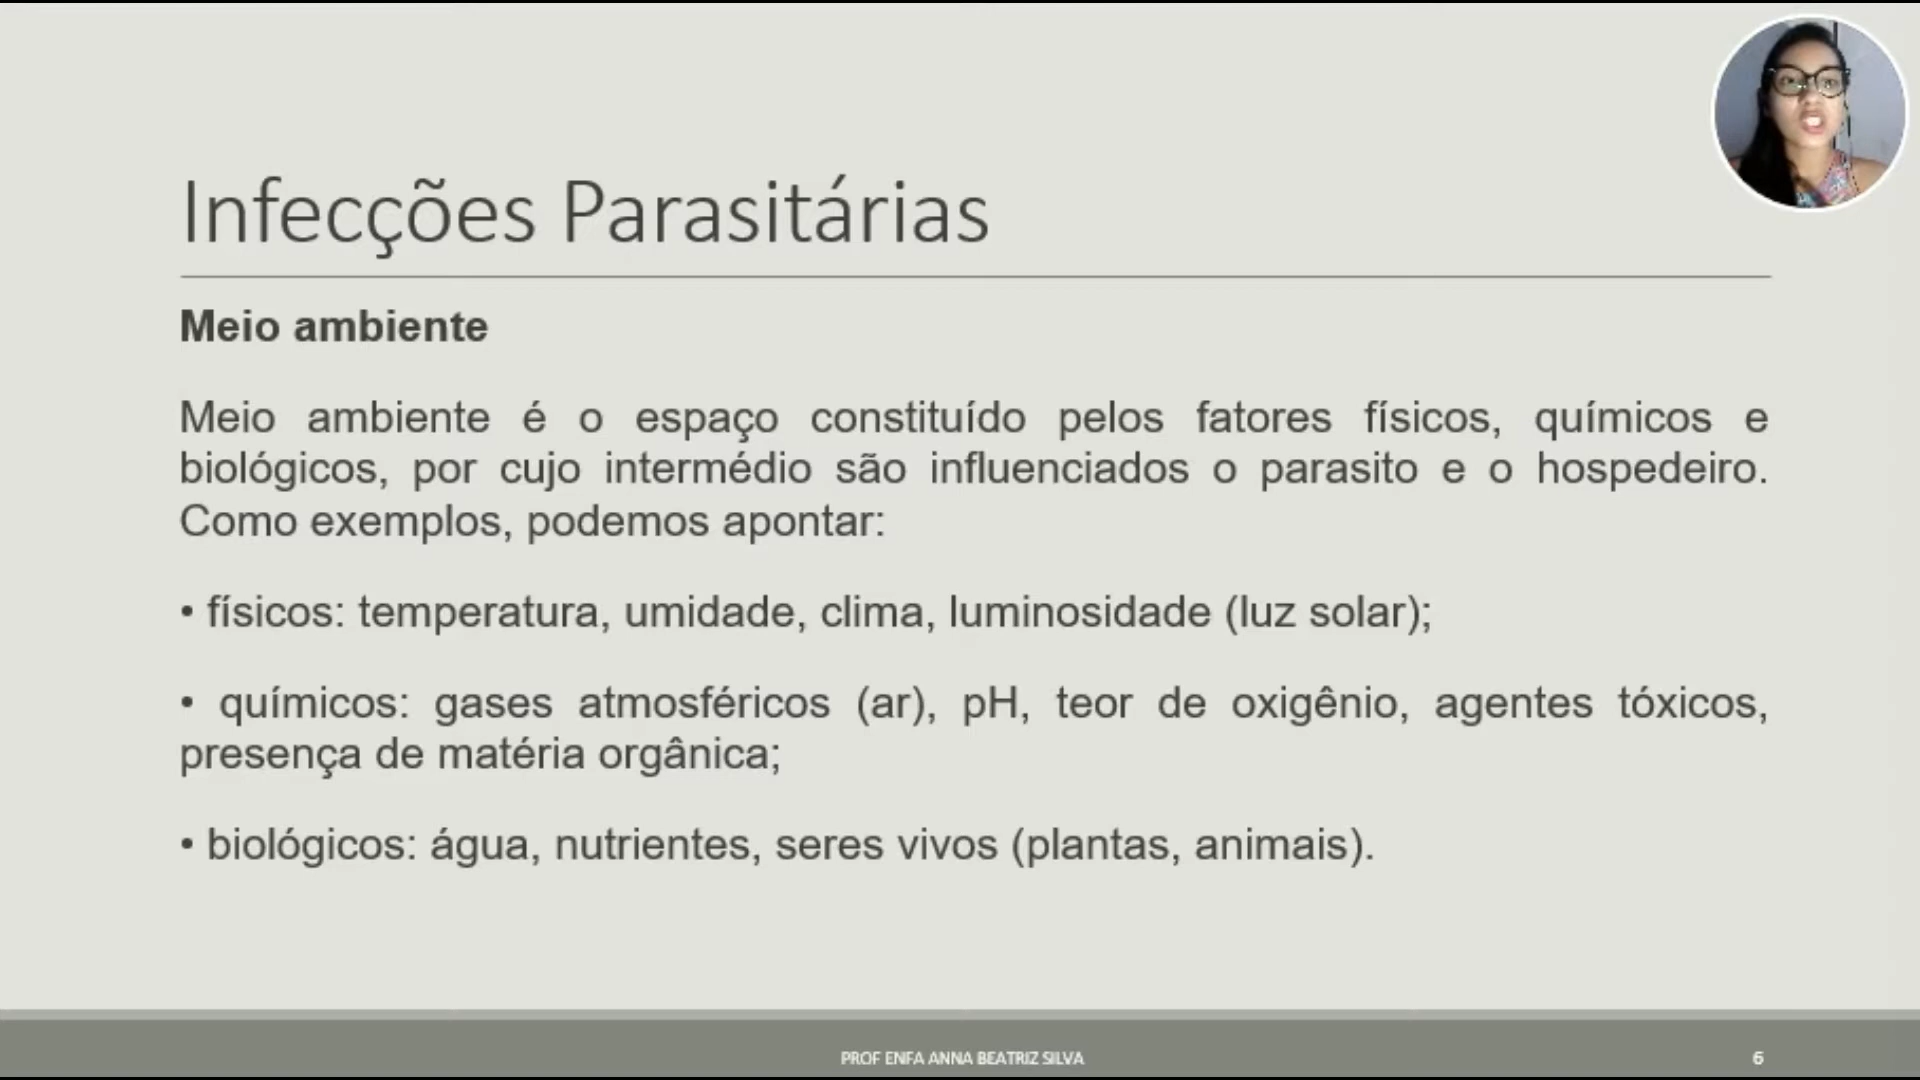 Infecções Parasitárias
Meio ambiente
Meio ambiente é o espaço constituído pelos fatores físicos, químicos e
biológicos, por cujo intermédio são influenciados o parasito e o hospedeiro.
Como exemplos, podemos apontar:
• físicos: temperatura, umidade, clima, luminosidade (luz solar);
• químicos: gases atmosféricos (ar), pH, teor de oxigênio, agentes tóxicos,
presença de matéria orgânica;
• biológicos: água, nutrientes, seres vivos (plantas, animais).
PROF ENFA ANNA BEATRIZ SILVA
6